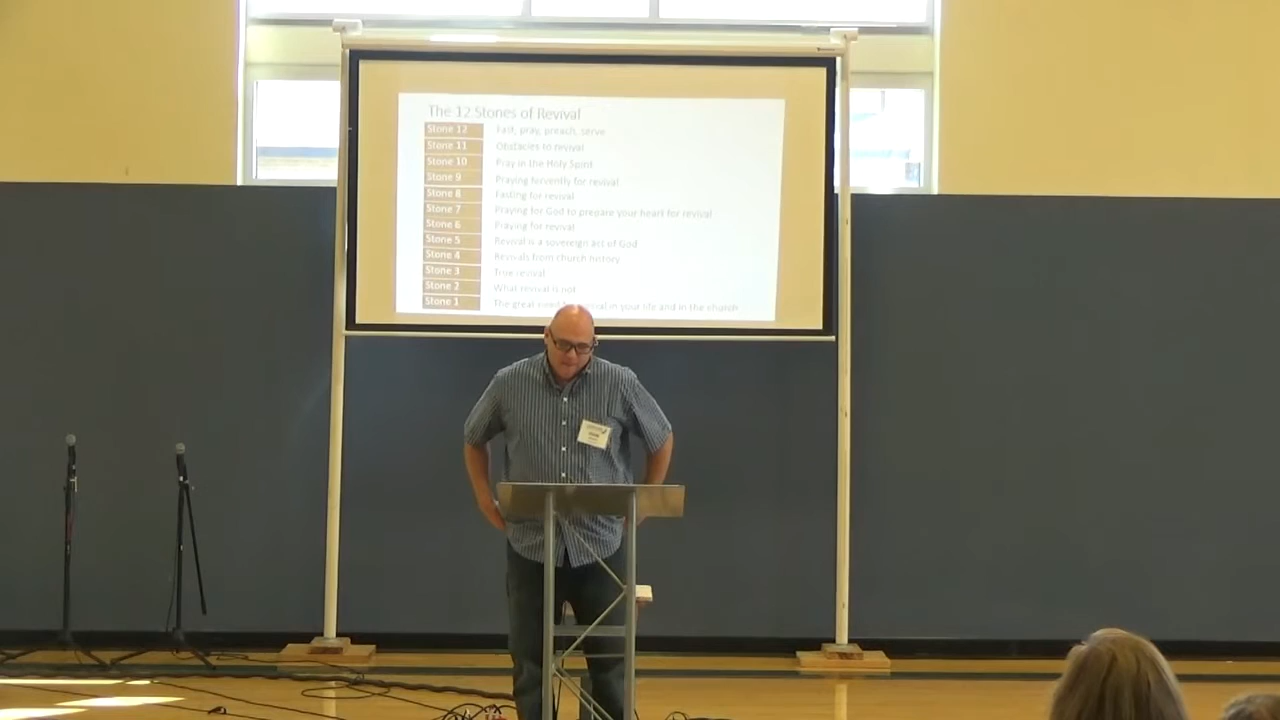 The 12 Stones of Revival
Stone 12 Fast, pray, preach, serve
Stone 11 Obstacles to revival
Stone 10 Pray in the Holy Spirit
Stone 9 Praying fervently for revival
Stone 8 Fasting for revival
Stone 7 Praying for God to prepare your heart for revival
Stone 6 Praying for revival
Stone 5 Revival is a sovereign act of God
Stone 4 Revivals from church history
Stone 3 True revival
Stone 2 What revival is not
Stone 1 The great need for revival in your life and in the church